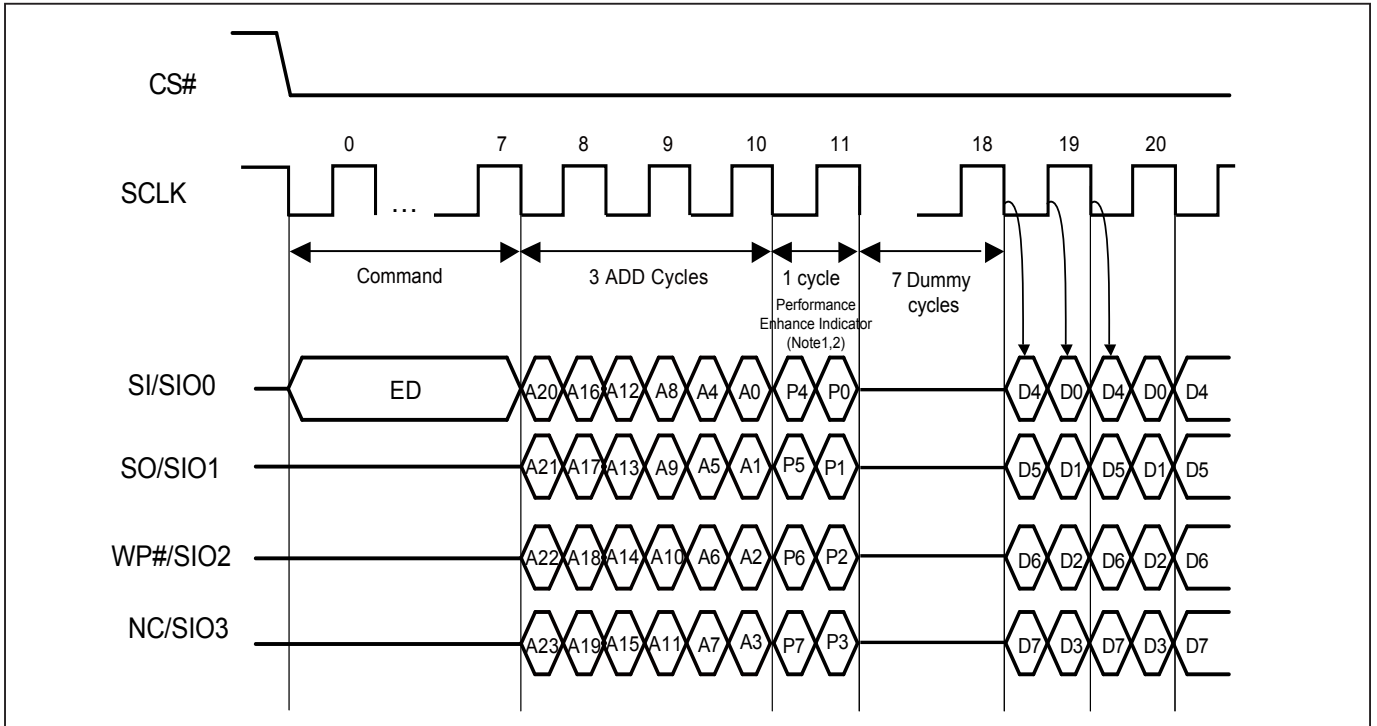 CS#
0 7 8 9 10 11 18 19 20
SCLK
...
Command 3 ADD Cycles 1 cycle 7 Dummy
cycles
Performance
Enhance Indicator
(Note1,2)
SI/SIO0 ED A20 A16 A12 A8 A4 A0 P4 P0 D4 D0 D4 D0 D4
SO/SIO1 A21 A17 A13 A9 A5 A1 P5 P1 D5 D1 D5 D1 D5
WP#/SIO2 A22 A18 A14 A10 A6 A2 P6 P2 D6 D2 D6 D2 D6
NC/SIO3 A23 A19 A15 A11 A7 A3 P7 P3 D7 D3 D7 D3 D7